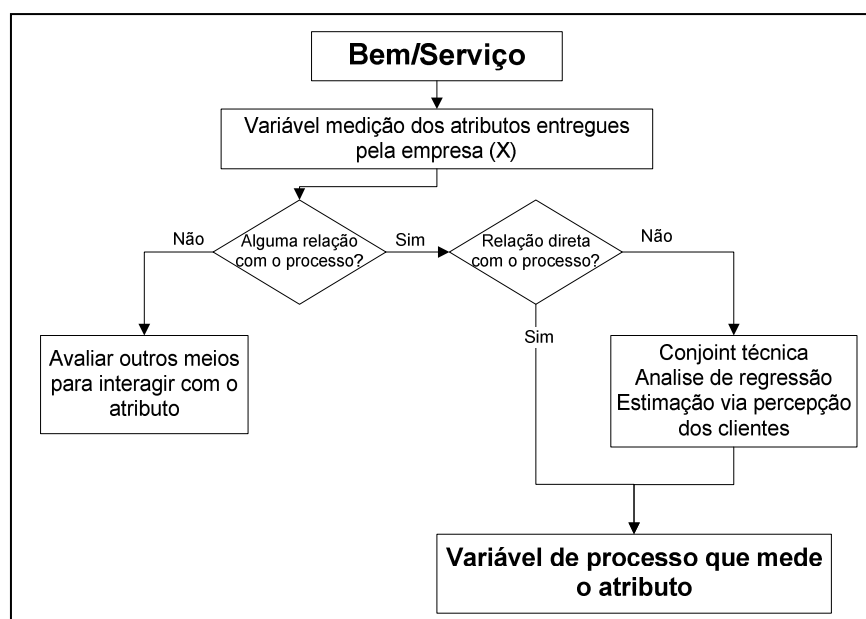 Bem/Serviço
Variável medição dos atributos entregues
pela empresa (X)
Não
Alguma relação
com o processo?
Sim
Relação direta
com o processo?
Não
Sim
Avaliar outros meios
para interagir com o
atributo
Conjoint técnica
Analise de regressão
Estimação via percepção
dos clientes
Variável de processo que mede
o atributo